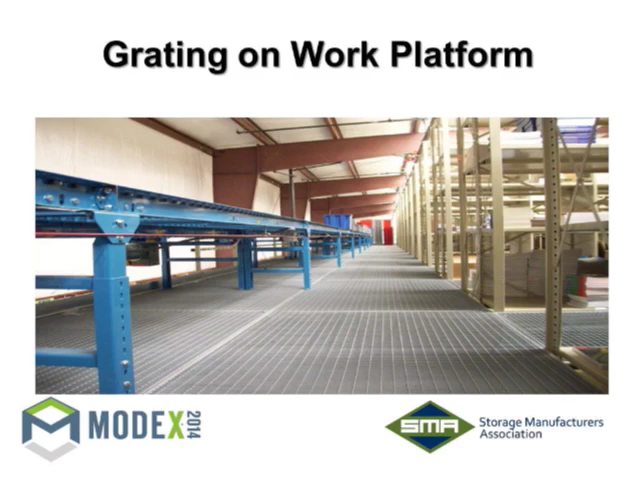 Grating on Work Platform
MODEX 2014
SMA Storage Manufacturers
Association